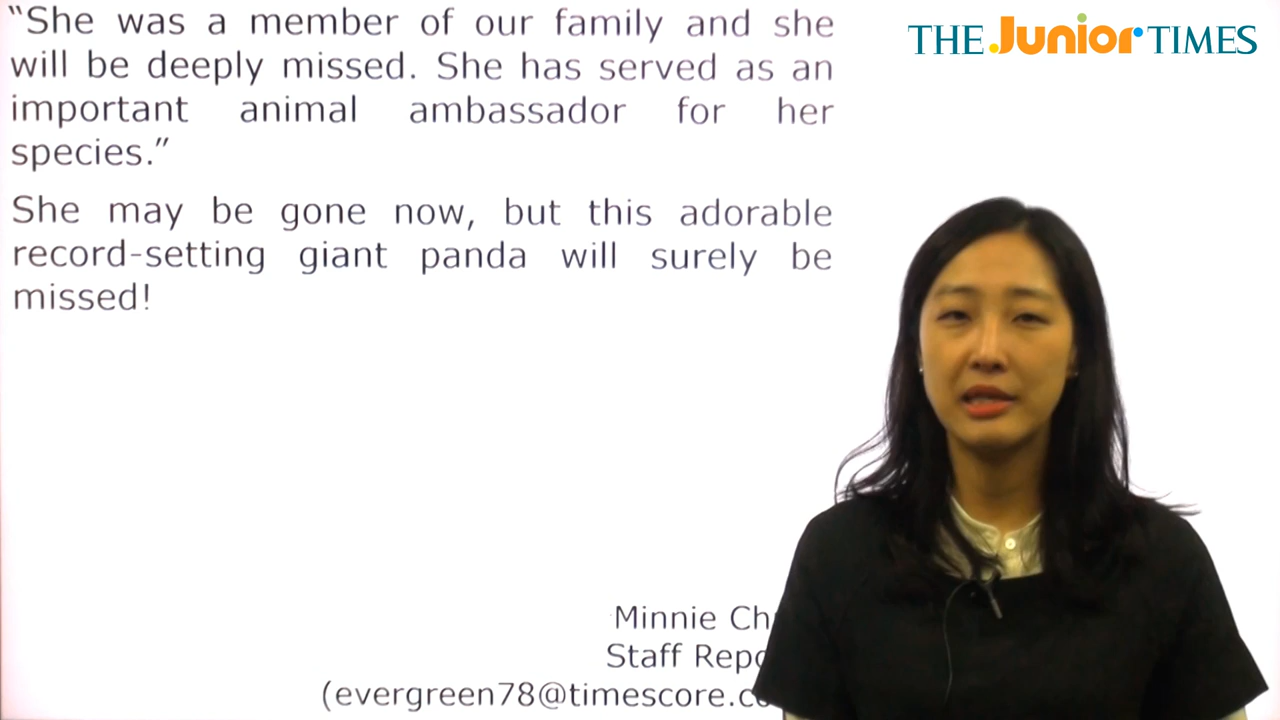 “She was a member of our family and she
will be deeply missed. She has served as an
important animal ambassador for her
species.”
She may be gone now, but this adorable
record-setting giant panda will surely be
missed!
Minnie
Staff
THE Junior TIMES